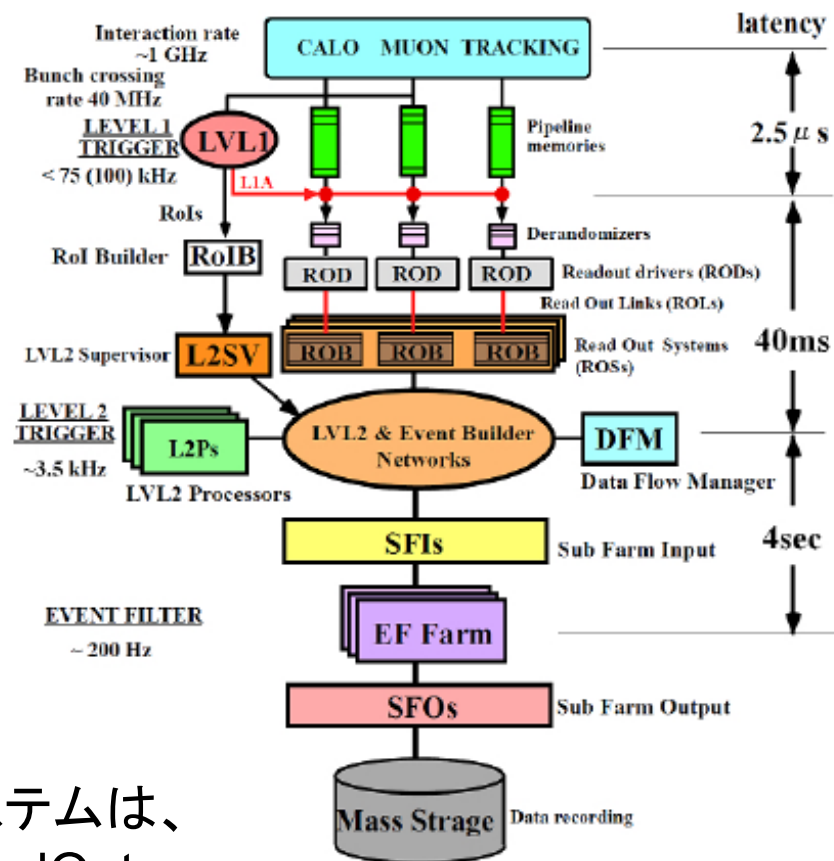 latency
Interaction rate
~1 GHz
CALO MUON TRACKING
Bunch crossing
rate 40 MHz
LEVEL 1
TRIGGER
LVL1
Pipeline
memories
2.5μs
< 75 (100) kHz
L1A
RoIs
Derandomizers
RoI Builder
RoIB
ROD ROD ROD
Readout drivers (RODs)
Read Out Links (ROLs)
LVL2 Supervisor
L2SV
ROB ROB ROB
Read Out Systems
(ROSs)
40ms
LEVEL 2
TRIGGER
L2Ps
LVL2 & Event Builder
Networks
DFM
~3.5 kHz
LVL2 Processors
Data Flow Manager
SFIs
Sub Farm Input
4sec
EVENT FILTER
~ 200 Hz
EF Farm
SFOs
Sub Farm Output
ステムは、
Mass Strage
Data recording